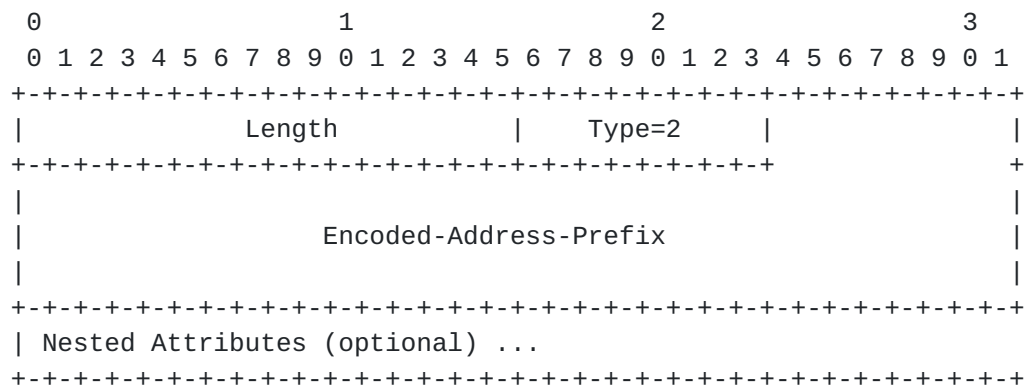 0                   1                   2                   3
 0 1 2 3 4 5 6 7 8 9 0 1 2 3 4 5 6 7 8 9 0 1 2 3 4 5 6 7 8 9 0 1
+-+-+-+-+-+-+-+-+-+-+-+-+-+-+-+-+-+-+-+-+-+-+-+-+-+-+-+-+-+-+-+-+
|              Length           |    Type=2     |               |
+-+-+-+-+-+-+-+-+-+-+-+-+-+-+-+-+-+-+-+-+-+-+-+-+               +
|                                                               |
|                   Encoded-Address-Prefix                      |
|                                                               |
+-+-+-+-+-+-+-+-+-+-+-+-+-+-+-+-+-+-+-+-+-+-+-+-+-+-+-+-+-+-+-+-+
| Nested Attributes (optional) ...
+-+-+-+-+-+-+-+-+-+-+-+-+-+-+-+-+-+-+-+-+-+-+-+-+-+-+-+-+-+-+-+-+